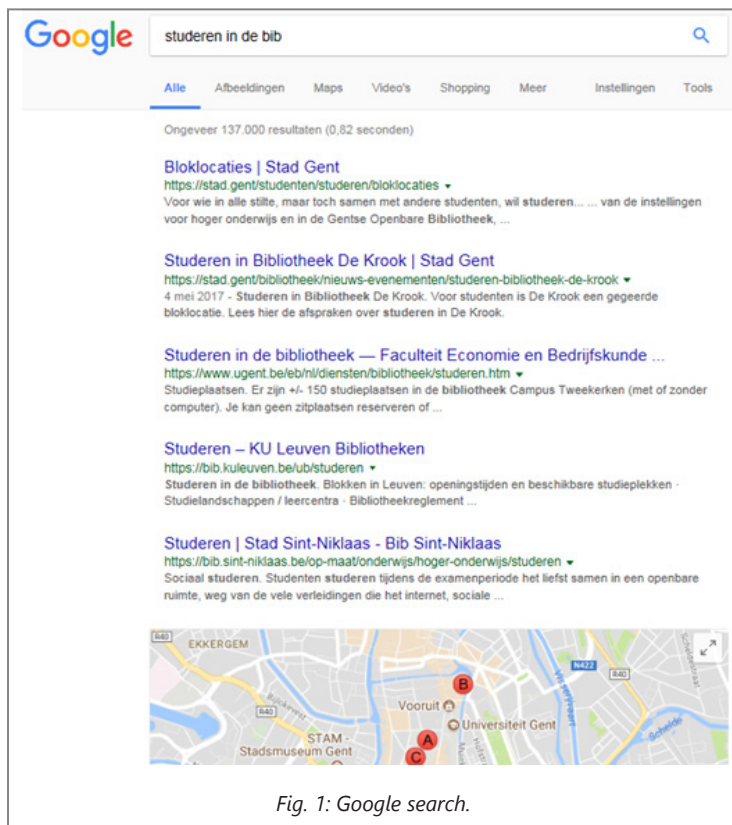 Google
studeren in de bib
Alle Afbeeldingen Maps Video's Shopping Meer Instellingen Tools
Ongeveer 137.000 resultaten (0,82 seconden)
Bloklocaties | Stad Gent
https://stad.gent/studenten/studeren/bloklocaties
Voor wie in alle stilte, maar toch samen met andere studenten, wil studeren... ... van de instellingen
voor hoger onderwijs en in de Gentse Openbare Bibliotheek, ...
Studeren in Bibliotheek De Krook | Stad Gent
https://stad.gent/bibliotheek/nieuws-evenementen/studeren-bibliotheek-de-krook
4 mei 2017 - Studeren in Bibliotheek De Krook. Voor studenten is De Krook een gegeerde
bloklocatie. Lees hier de afspraken over studeren in De Krook.
Studeren in de bibliotheek — Faculteit Economie en Bedrijfskunde ...
https://www.ugent.be/eb/nl/diensten/bibliotheek/studeren.htm
Studieplaatsen. Er zijn +/- 150 studieplaatsen in de bibliotheek Campus Tweekerken (met of zonder
computer). Je kan geen zitplaatsen reserveren of ...
Studeren – KU Leuven Bibliotheken
https://bib.kuleuven.be/ub/studeren
Studeren in de bibliotheek. Blokken in Leuven: openingstijden en beschikbare studieplekken ·
Studielandschappen / leercentra · Bibliotheekreglement ...
Studeren | Stad Sint-Niklaas - Bib Sint-Niklaas
https://bib.sint-niklaas.be/op-maat/onderwijs/hoger-onderwijs/studeren
Sociaal studeren. Studenten studeren tijdens de examenperiode het liefst samen in een openbare
ruimte, weg van de vele verleidingen die het internet, sociale ...
R40
EKKERGEM
N422
R40
B
Vooruit
R40
Universiteit Gent
Schelde
STAM -
Stadsmuseum Gent
A
C
Fig. 1: Google search.